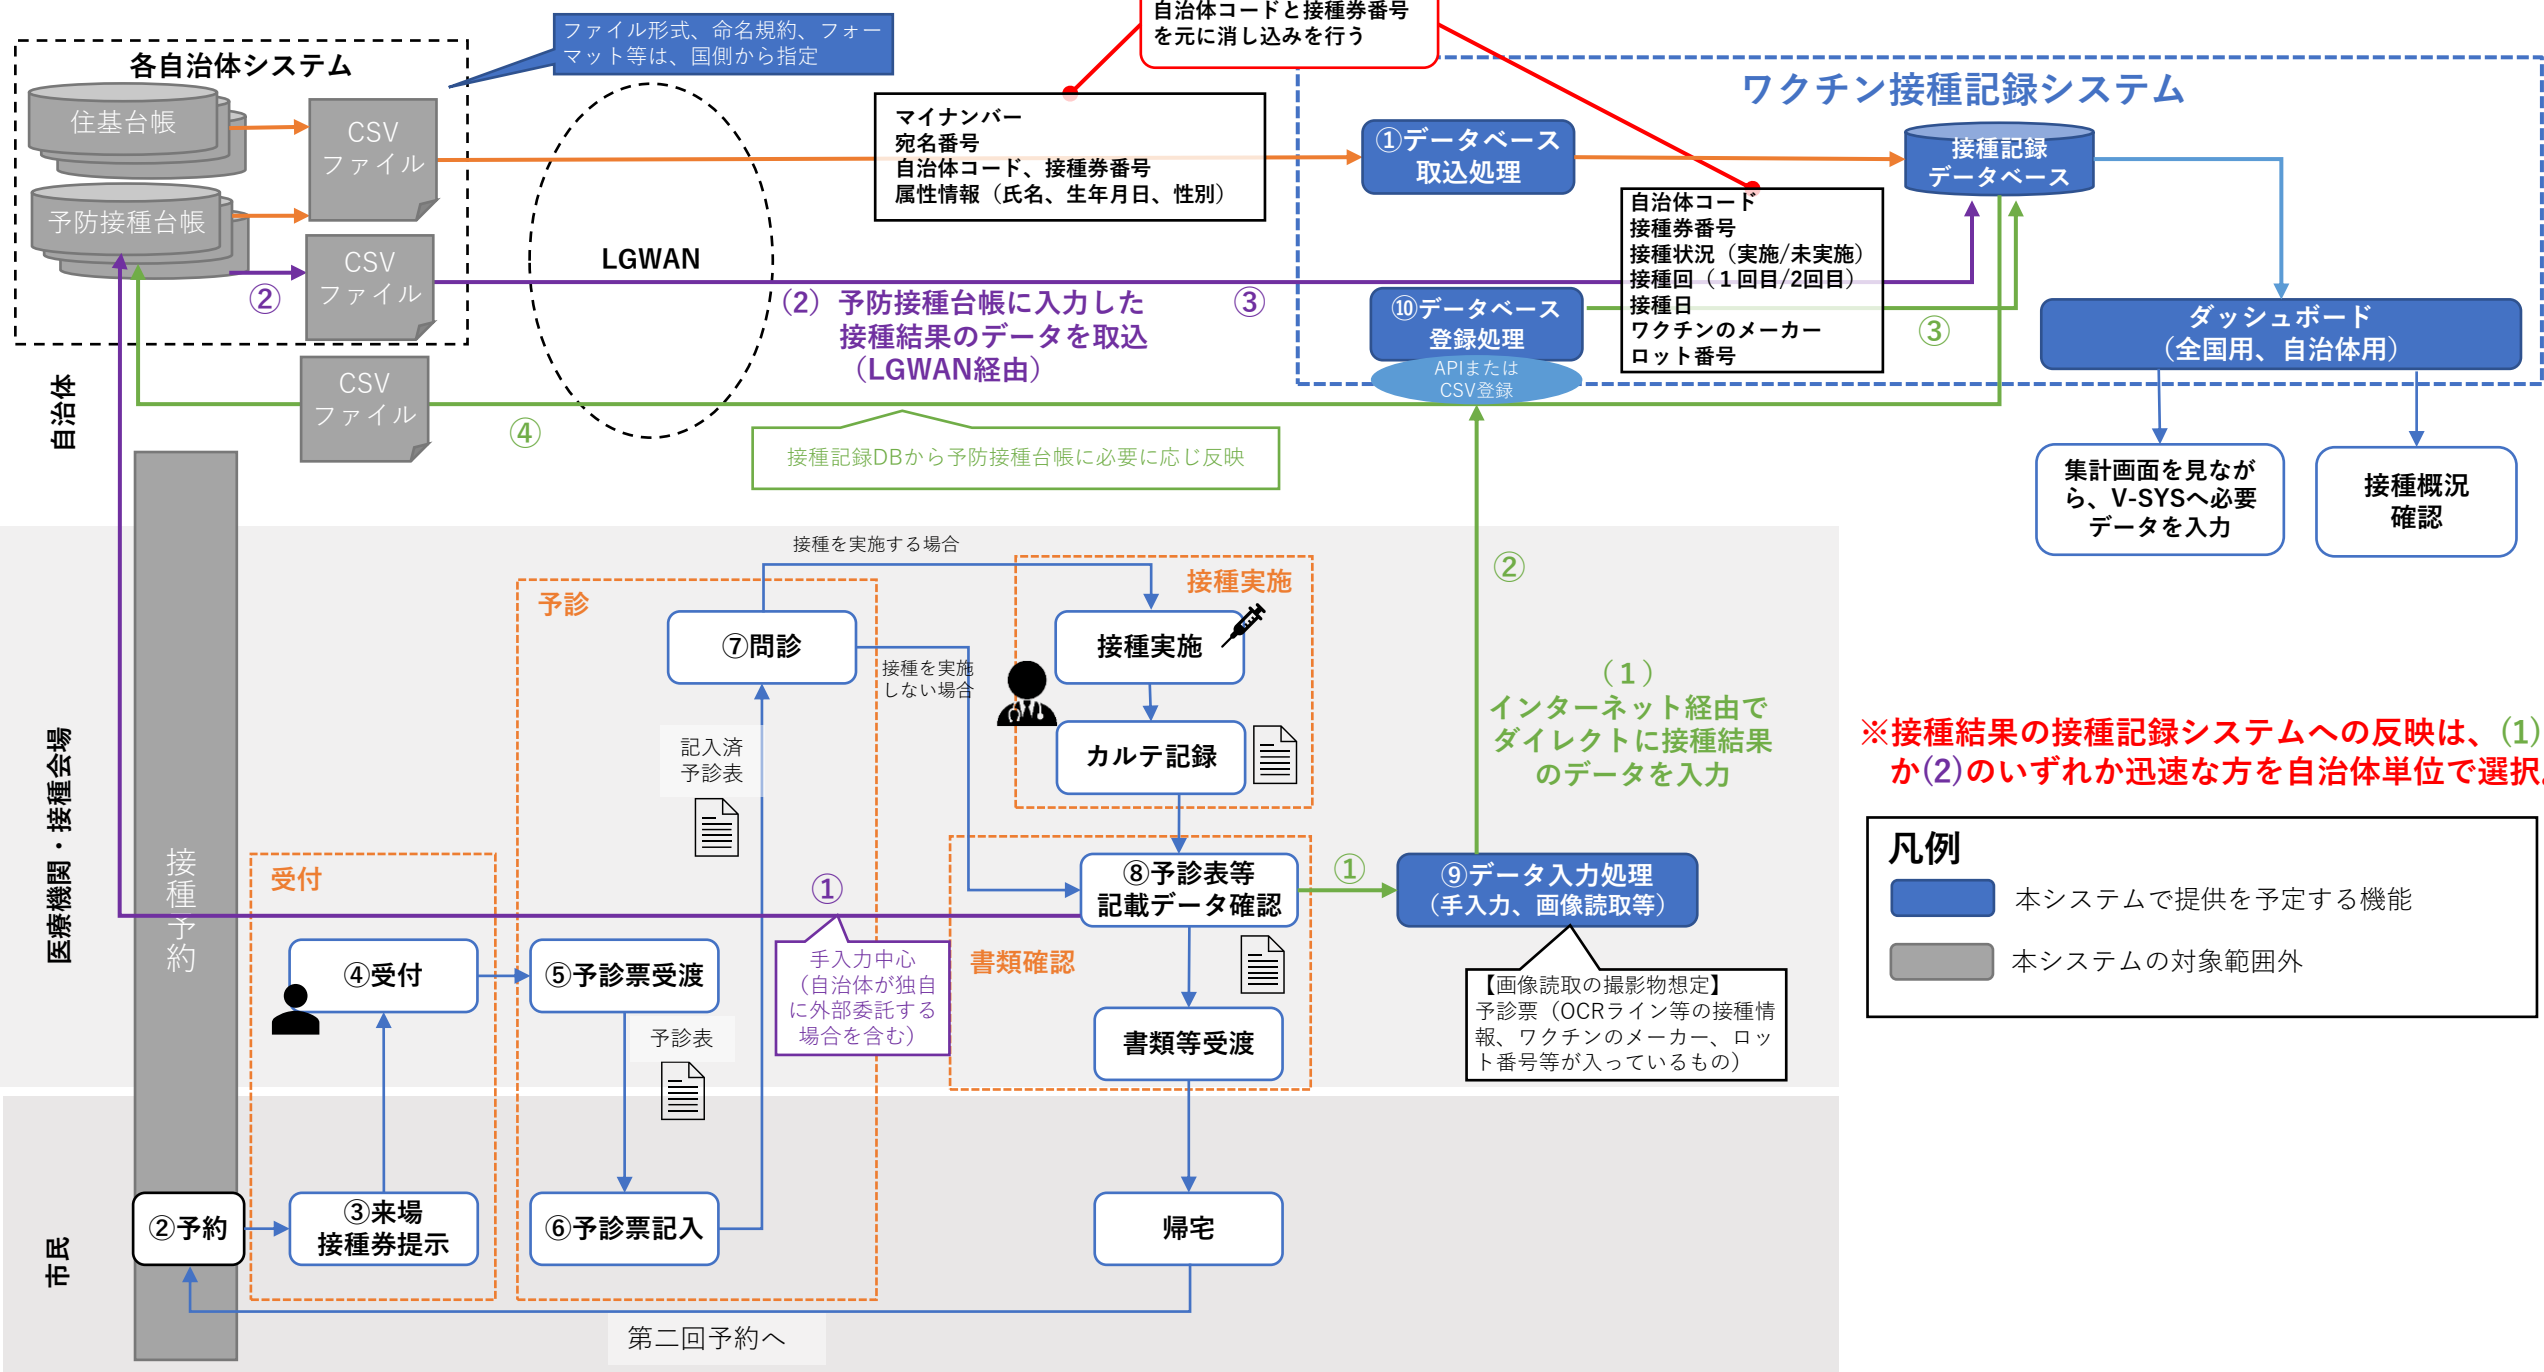 自治体コードと接種券番号
を元に消し込みを行う
ファイル形式、命名規約、フォー
マット等は、国側から指定
各自治体システム
住基台帳
予防接種台帳
CSV
ファイル
②
CSV
ファイル
CSV
ファイル
LGWAN
マイナンバー
宛名番号
自治体コード、接種券番号
属性情報（氏名、生年月日、性別）
ワクチン接種記録システム
①データベース
取込処理
接種記録
データベース
自治体コード
接種券番号
接種状況（実施/未実施）
接種回（１回目/2回目）
接種日
ワクチンのメーカー
ロット番号
（2）予防接種台帳に入力した
接種結果のデータを取込
（LGWAN経由）
③
⑩データベース
登録処理
APIまたは
CSV登録
③
ダッシュボード
（全国用、自治体用）
自治体
④
接種記録DBから予防接種台帳に必要に応じ反映
集計画面を見なが
ら、V-SYSへ必要
データを入力
接種概況
確認
医療機関・接種会場
接種予約
接種を実施する場合
予診
⑦問診
接種を実施
しない場合
接種実施
接種実施
カルテ記録
②
（１）
インターネット経由で
ダイレクトに接種結果
のデータを入力
記入済
予診表
※接種結果の接種記録システムへの反映は、(1)
か(2)のいずれか迅速な方を自治体単位で選択。
受付
①
⑧予診表等
記載データ確認
①
⑨データ入力処理
（手入力、画像読取等）
凡例
本システムで提供を予定する機能
本システムの対象範囲外
④受付
⑤予診票受渡
手入力中心
（自治体が独自
に外部委託する
場合を含む）
書類確認
【画像読取の撮影物想定】
予診票（OCRライン等の接種情
報、ワクチンのメーカー、ロッ
ト番号等が入っているもの）
予診表
書類等受渡
市民
②予約
③来場
接種券提示
⑥予診票記入
帰宅
第二回予約へ